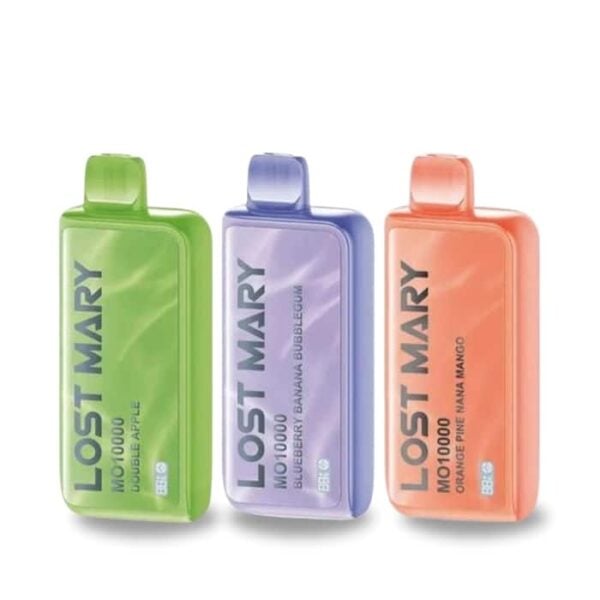 LOST MARY
MO10000
DOUBLE APPLE
LOST MARY
MO10000
BLUEBERRY BANANA BUBBLEGUM
LOST MARY
MO10000
ORANGE PINE NANA MANGO